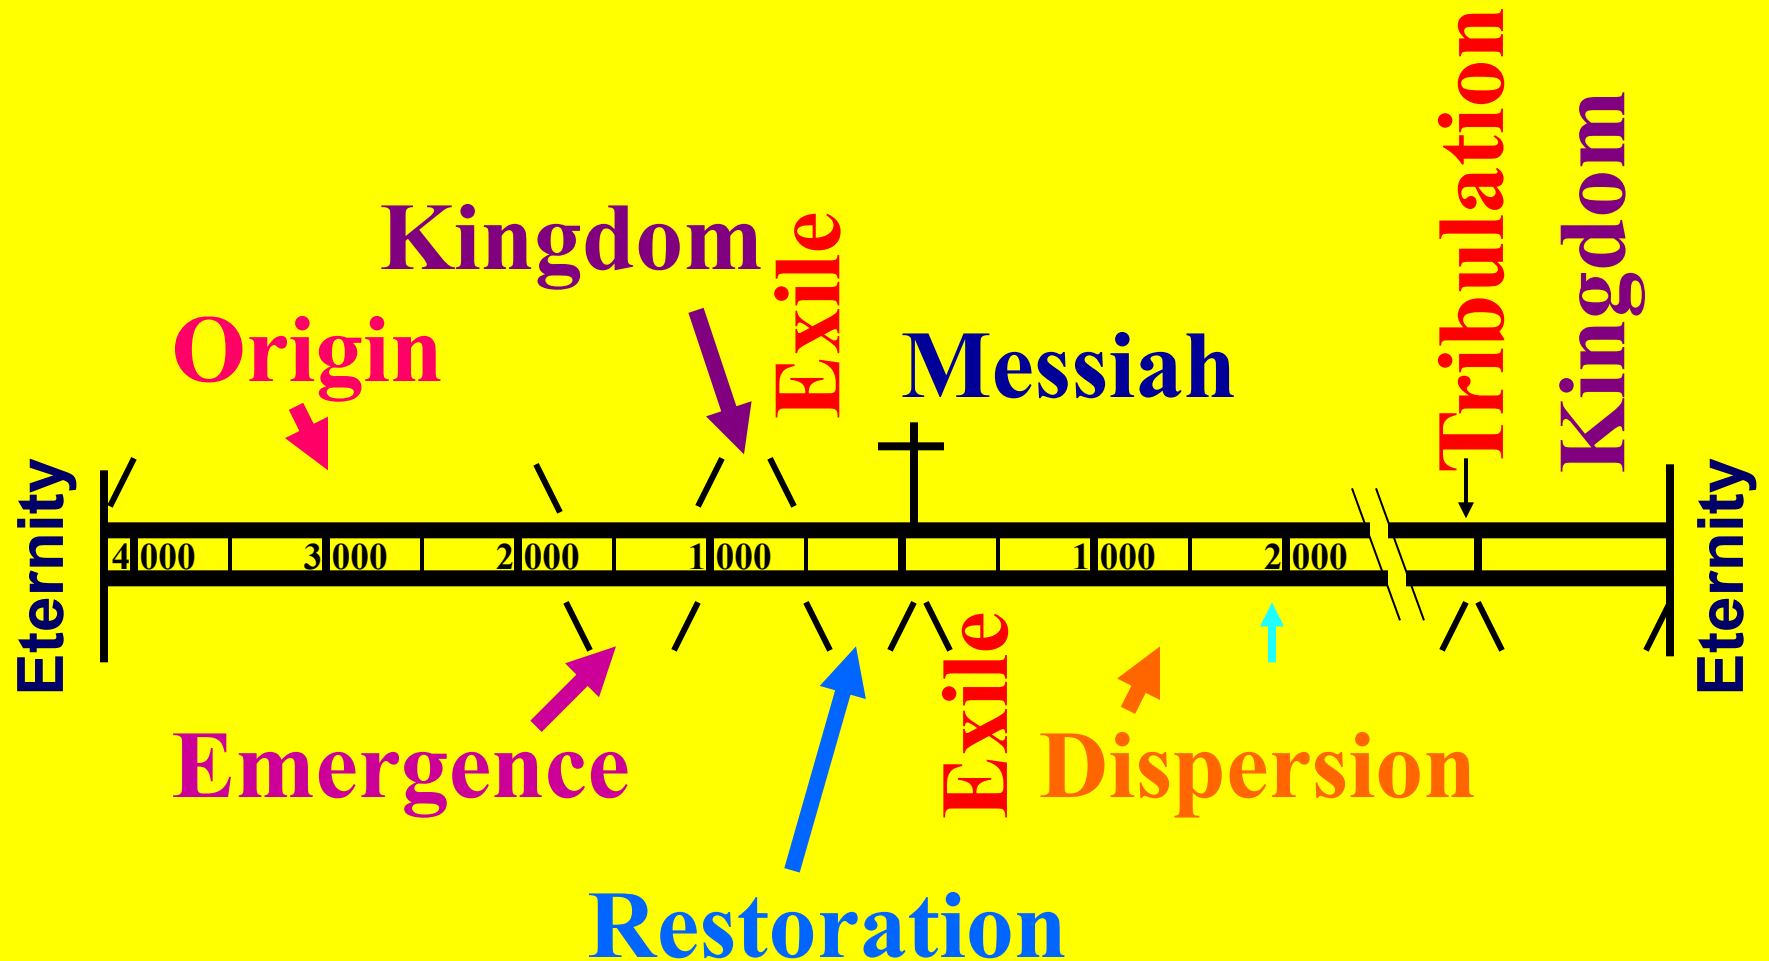 Tribulation
Kingdom
Kingdom
Exile
Origin
Messiah
Eternity
4000 3000 2000 1000 1000 2000
Eternity
Exile
Emergence
Dispersion
Restoration